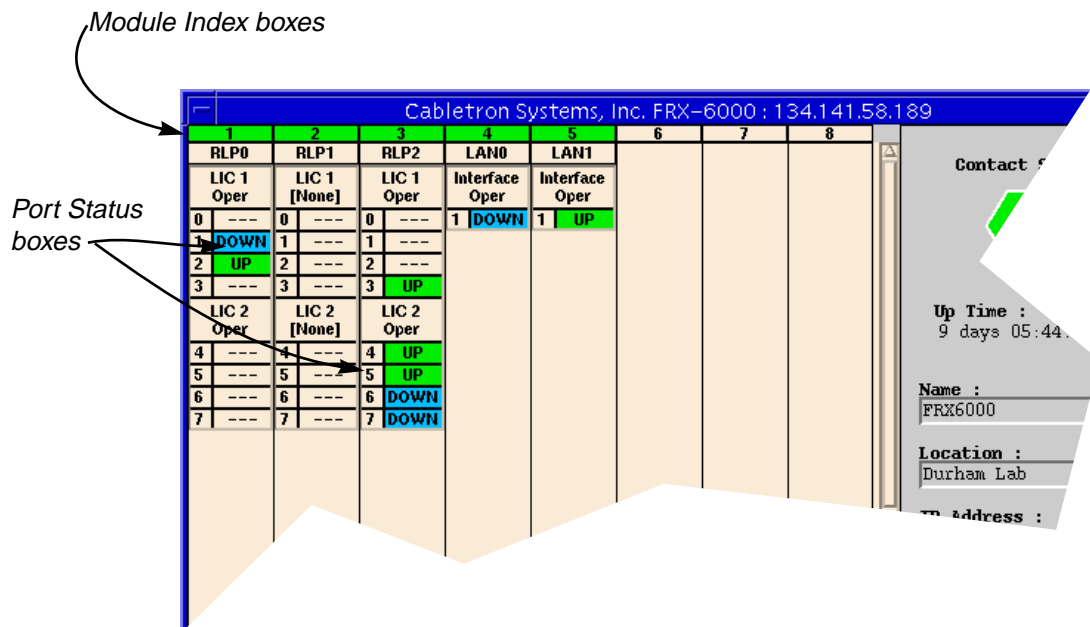 Module Index boxes
Cabletron Systems, Inc. FRX-6000 : 134.141.58.189
1 2 3 4 5 6 7 8
RLP0 RLP1 RLP2 LAN0 LAN1
LIC 1 LIC 1 LIC 1 Interface Interface
Oper [None] Oper Oper Oper
0 --- 0 --- 0 --- 1 DOWN 1 UP
1 DOWN 1 --- 1 ---
2 UP 2 --- 2 ---
3 --- 3 --- 3 UP
LIC 2 LIC 2 LIC 2
Oper [None] Oper
4 --- 4 --- 4 UP
5 --- 5 --- 5 UP
6 --- 6 --- 6 DOWN
7 --- 7 --- 7 DOWN
Port Status
boxes
Contact
Up Time :
9 days 05:44
Name :
FRX6000
Location :
Durham Lab
Address :